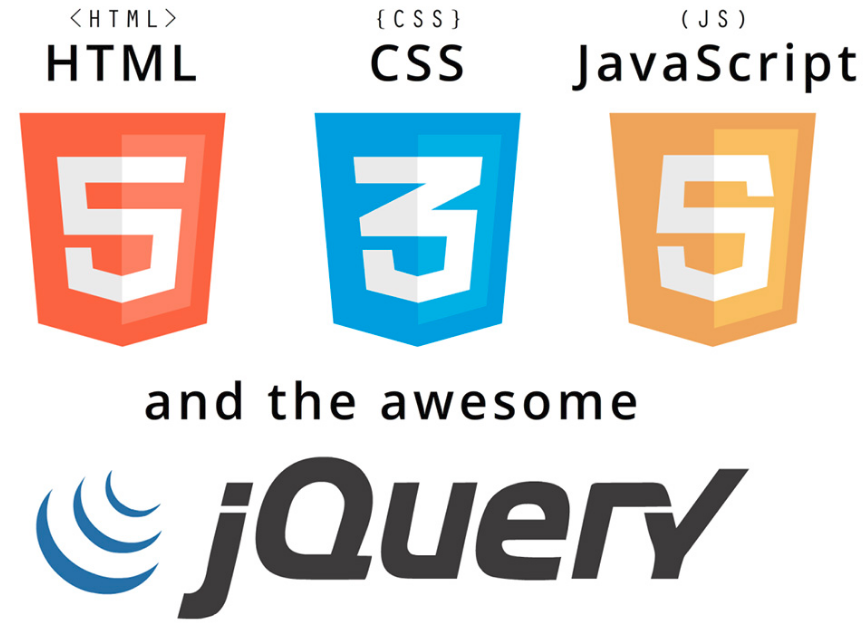 <HTML> {CSS} (JS)
HTML CSS JavaScript
5 3 5
and the awesome
jQuery